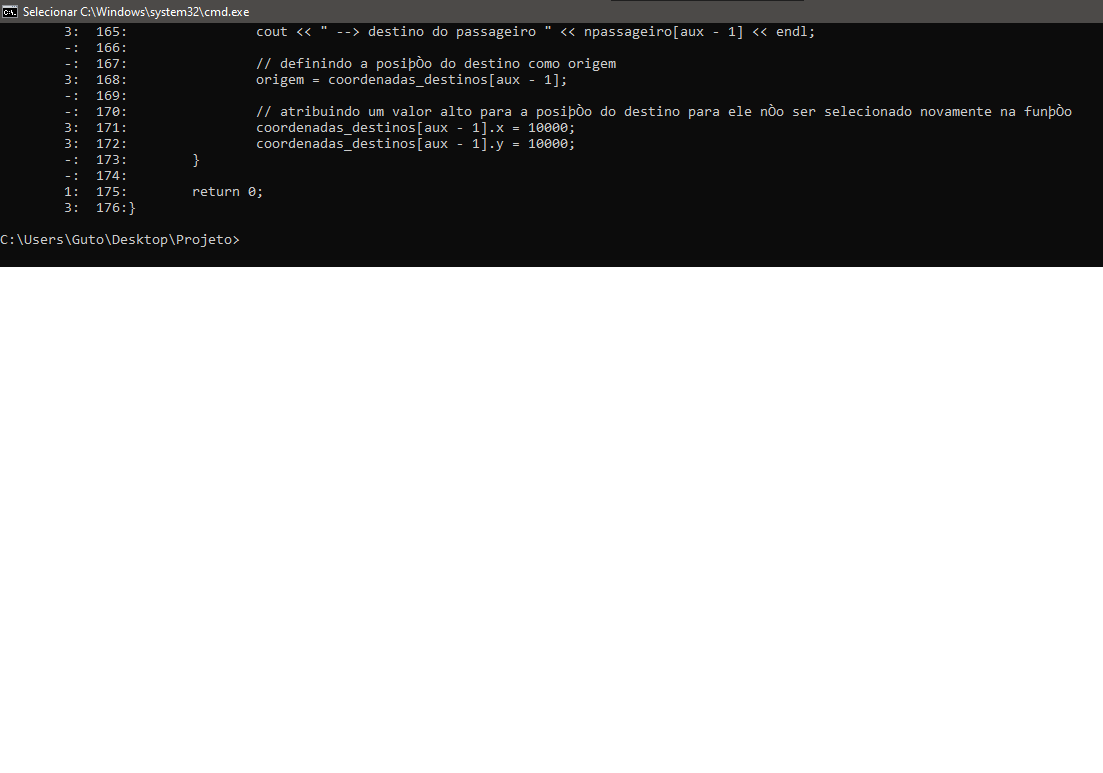 Selecionar C:\Windows\system32\cmd.exe
3: 165: cout << " --> destino do passageiro " << npassageiro[aux - 1] << endl;
-: 166:
-: 167: // definindo a posiþÒo do destino como origem
3: 168: origem = coordenadas_destinos[aux - 1];
-: 169:
-: 170: // atribuindo um valor alto para a posiþÒo do destino para ele nÒo ser selecionado novamente na funþÒo
3: 171: coordenadas_destinos[aux - 1].x = 10000;
3: 172: coordenadas_destinos[aux - 1].y = 10000;
-: 173: }
-: 174:
1: 175: return 0;
3: 176:}
C:\Users\Guto\Desktop\Projeto>